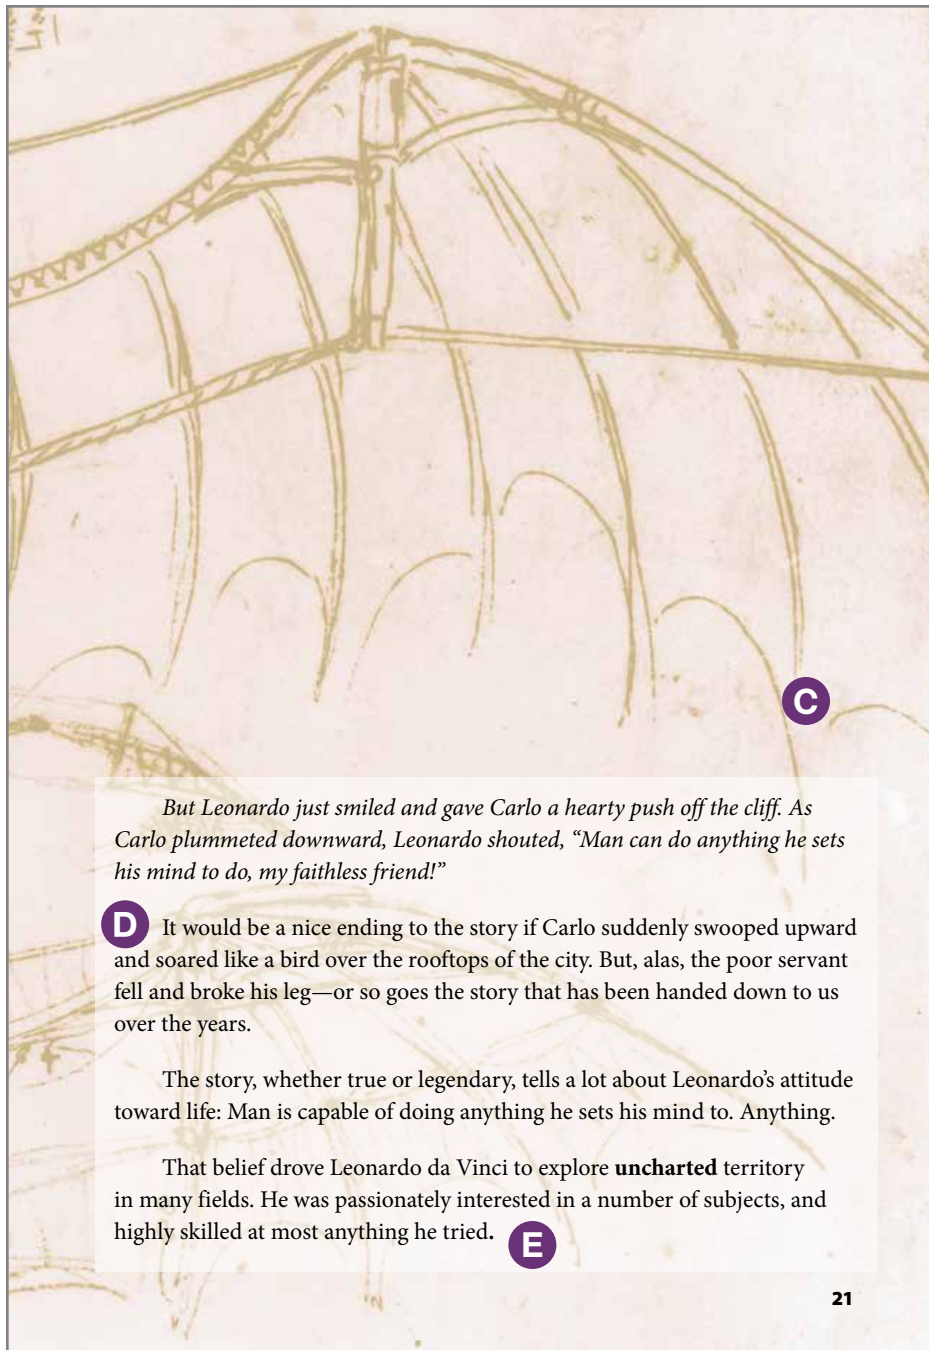 C
But Leonardo just smiled and gave Carlo a hearty push off the cliff. As
Carlo plummeted downward, Leonardo shouted, “Man can do anything he sets
his mind to do, my faithless friend!”
D It would be a nice ending to the story if Carlo suddenly swooped upward
and soared like a bird over the rooftops of the city. But, alas, the poor servant
fell and broke his leg—or so goes the story that has been handed down to us
over the years.
The story, whether true or legendary, tells a lot about Leonardo’s attitude
toward life: Man is capable of doing anything he sets his mind to. Anything.
That belief drove Leonardo da Vinci to explore uncharted territory
in many fields. He was passionately interested in a number of subjects, and
highly skilled at most anything he tried. E
21